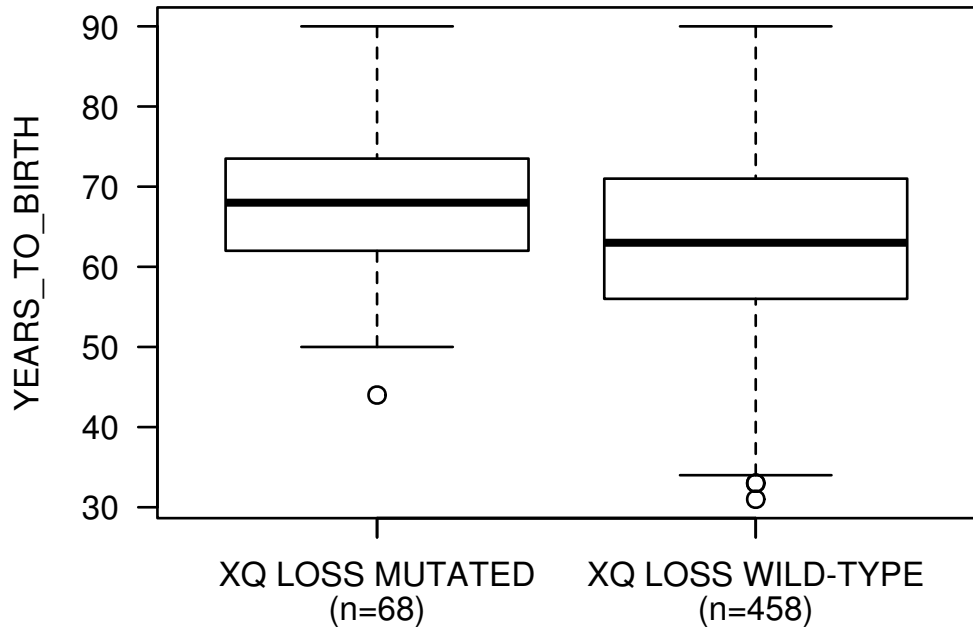 YEARS_TO_BIRTH
90
80
70
60
50
40
30
XQ LOSS MUTATED
(n=68)
XQ LOSS WILD-TYPE
(n=458)